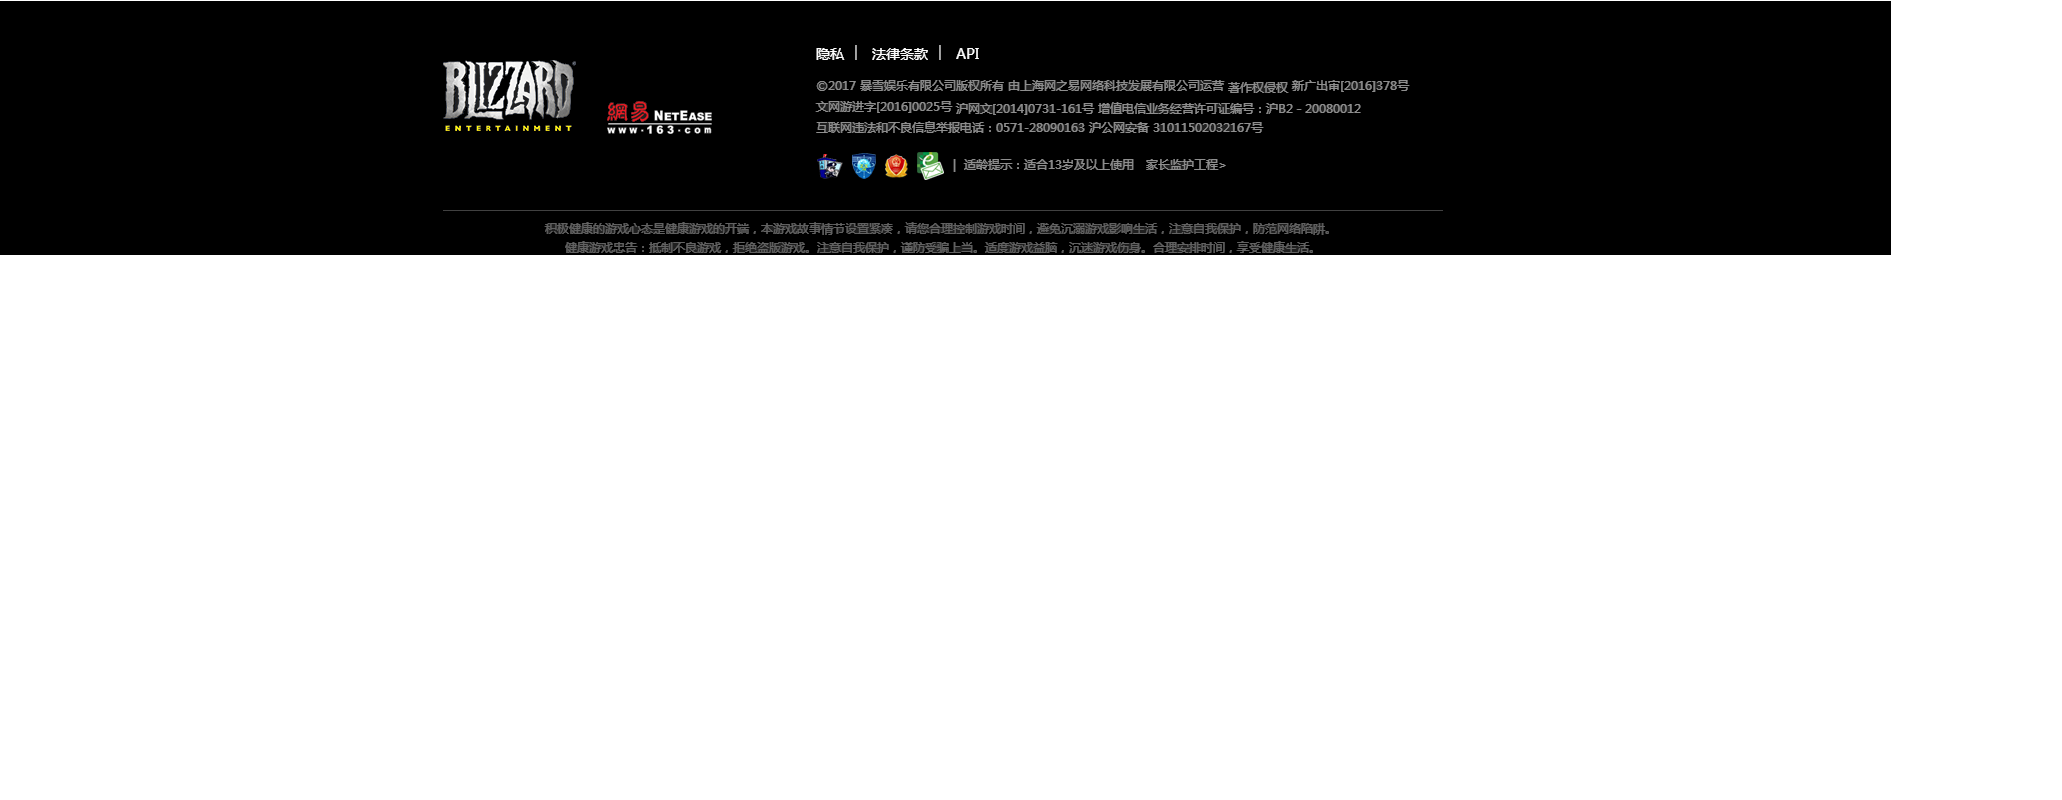 隐私 | 法律条款 | API
BLIZZARD
ENTERTAINMENT
網易 NETEASE
www.163.com
©2017 暴雪娱乐有限公司版权所有 由上海网之易网络科技发展有限公司运营 著作权侵权 新广出审[2016]378号
文网游进字[2016]0025号 沪网文[2014]0731-161号 增值电信业务经营许可证编号：沪B2 - 20080012
互联网违法和不良信息举报电话：0571-28090163 沪公网安备 31011502032167号
| 适龄提示：适合13岁及以上使用 家长监护工程>
积极健康的游戏心态是健康游戏的开端，本游戏故事情节设置紧凑，请您合理控制游戏时间，避免沉溺游戏影响生活，注意自我保护，防范网络陷阱。
健康游戏忠告：抵制不良游戏，拒绝盗版游戏。注意自我保护，谨防受骗上当。适度游戏益脑，沉迷游戏伤身。合理安排时间，享受健康生活。